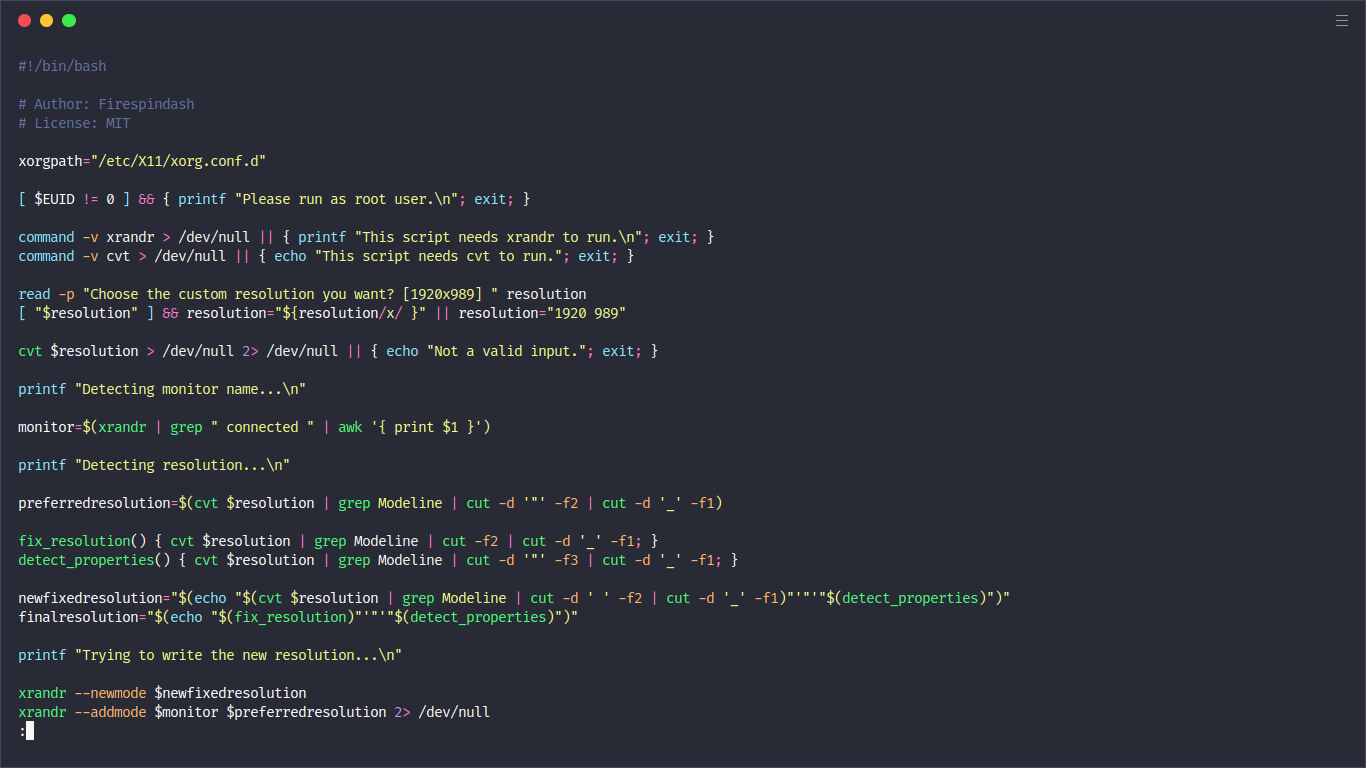 #!/bin/bash
# Author: Firespindash
# License: MIT
xorgpath="/etc/X11/xorg.conf.d"
[ $EUID != 0 ] && { printf "Please run as root user.\n"; exit; }
command -v xrandr > /dev/null || { printf "This script needs xrandr to run.\n"; exit; }
command -v cvt > /dev/null || { echo "This script needs cvt to run."; exit; }
read -p "Choose the custom resolution you want? [1920x989] " resolution
[ "$resolution" ] && resolution="${resolution/x/ }" || resolution="1920 989"
cvt $resolution > /dev/null 2> /dev/null || { echo "Not a valid input."; exit; }
printf "Detecting monitor name...\n"
monitor=$(xrandr | grep " connected " | awk '{ print $1 }')
printf "Detecting resolution...\n"
preferredresolution=$(cvt $resolution | grep Modeline | cut -d '"' -f2 | cut -d '_' -f1)
fix_resolution() { cvt $resolution | grep Modeline | cut -f2 | cut -d '_' -f1; }
detect_properties() { cvt $resolution | grep Modeline | cut -d '"' -f3 | cut -d '_' -f1; }
newfixedresolution="$(echo "$(cvt $resolution | grep Modeline | cut -d ' ' -f2 | cut -d '_' -f1)"'"'"$(detect_properties)")"
finalresolution="$(echo "$(fix_resolution)"'"'"$(detect_properties)")"
printf "Trying to write the new resolution...\n"
xrandr --newmode $newfixedresolution
xrandr --addmode $monitor $preferredresolution 2> /dev/null
: